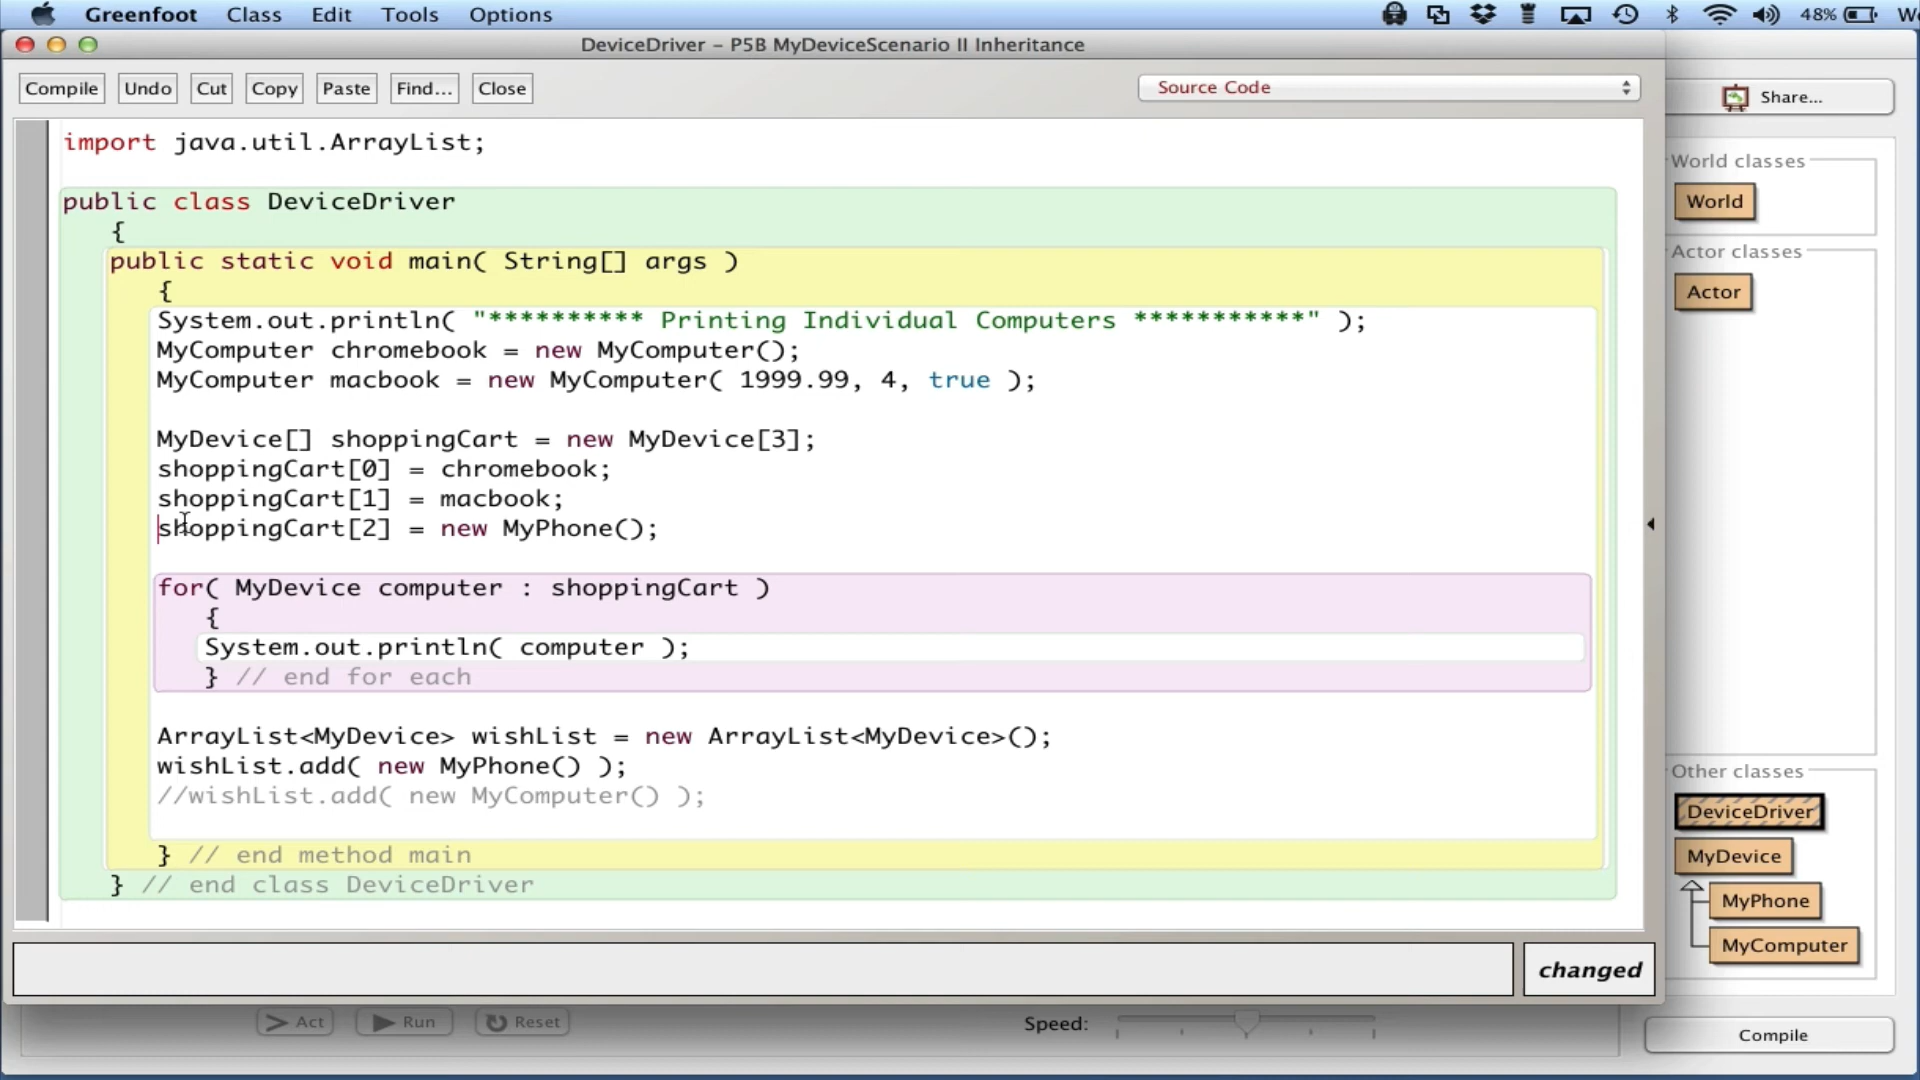 Greenfoot Class Edit Tools Options 48%
DeviceDriver – P5B MyDeviceScenario II Inheritance
Compile Undo Cut Copy Paste Find... Close Source Code
Share...
import java.util.ArrayList;
public class DeviceDriver
{
public static void main( String[] args )
{
System.out.println( "********** Printing Individual Computers ***********" );
MyComputer chromebook = new MyComputer();
MyComputer macbook = new MyComputer( 1999.99, 4, true );
MyDevice[] shoppingCart = new MyDevice[3];
shoppingCart[0] = chromebook;
shoppingCart[1] = macbook;
shoppingCart[2] = new MyPhone();
for( MyDevice computer : shoppingCart )
{
System.out.println( computer );
} // end for each
ArrayList<MyDevice> wishList = new ArrayList<MyDevice>();
wishList.add( new MyPhone() );
//wishList.add( new MyComputer() );
} // end method main
} // end class DeviceDriver
changed
World classes
World
Actor classes
Actor
Other classes
DeviceDriver
MyDevice
MyPhone
MyComputer
Act Run Reset Speed: Compile